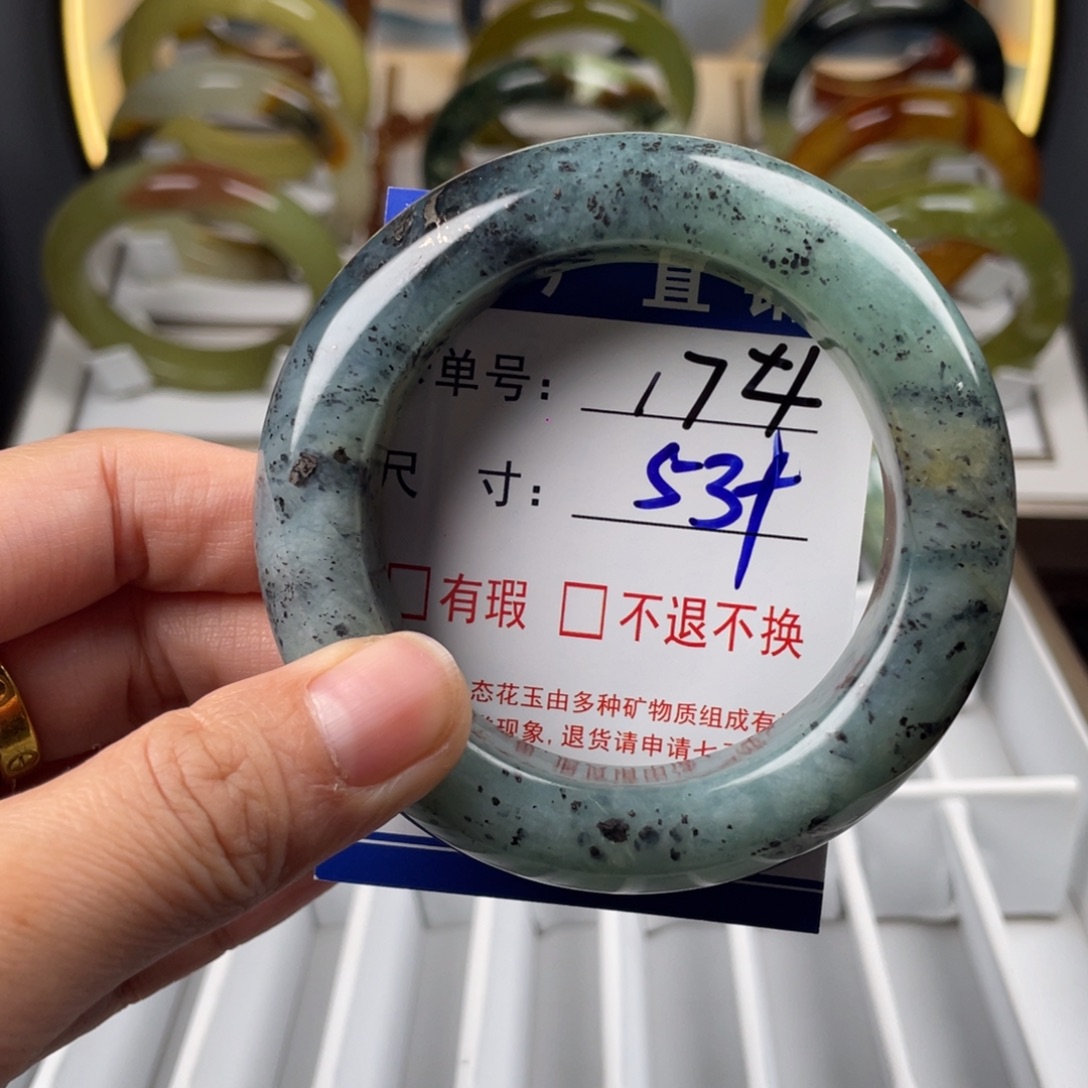 直
单号: 174
尺 寸: 53+
□有瑕 □不退不换
态花玉由多种矿物质组成有
现象, 退货请申请七